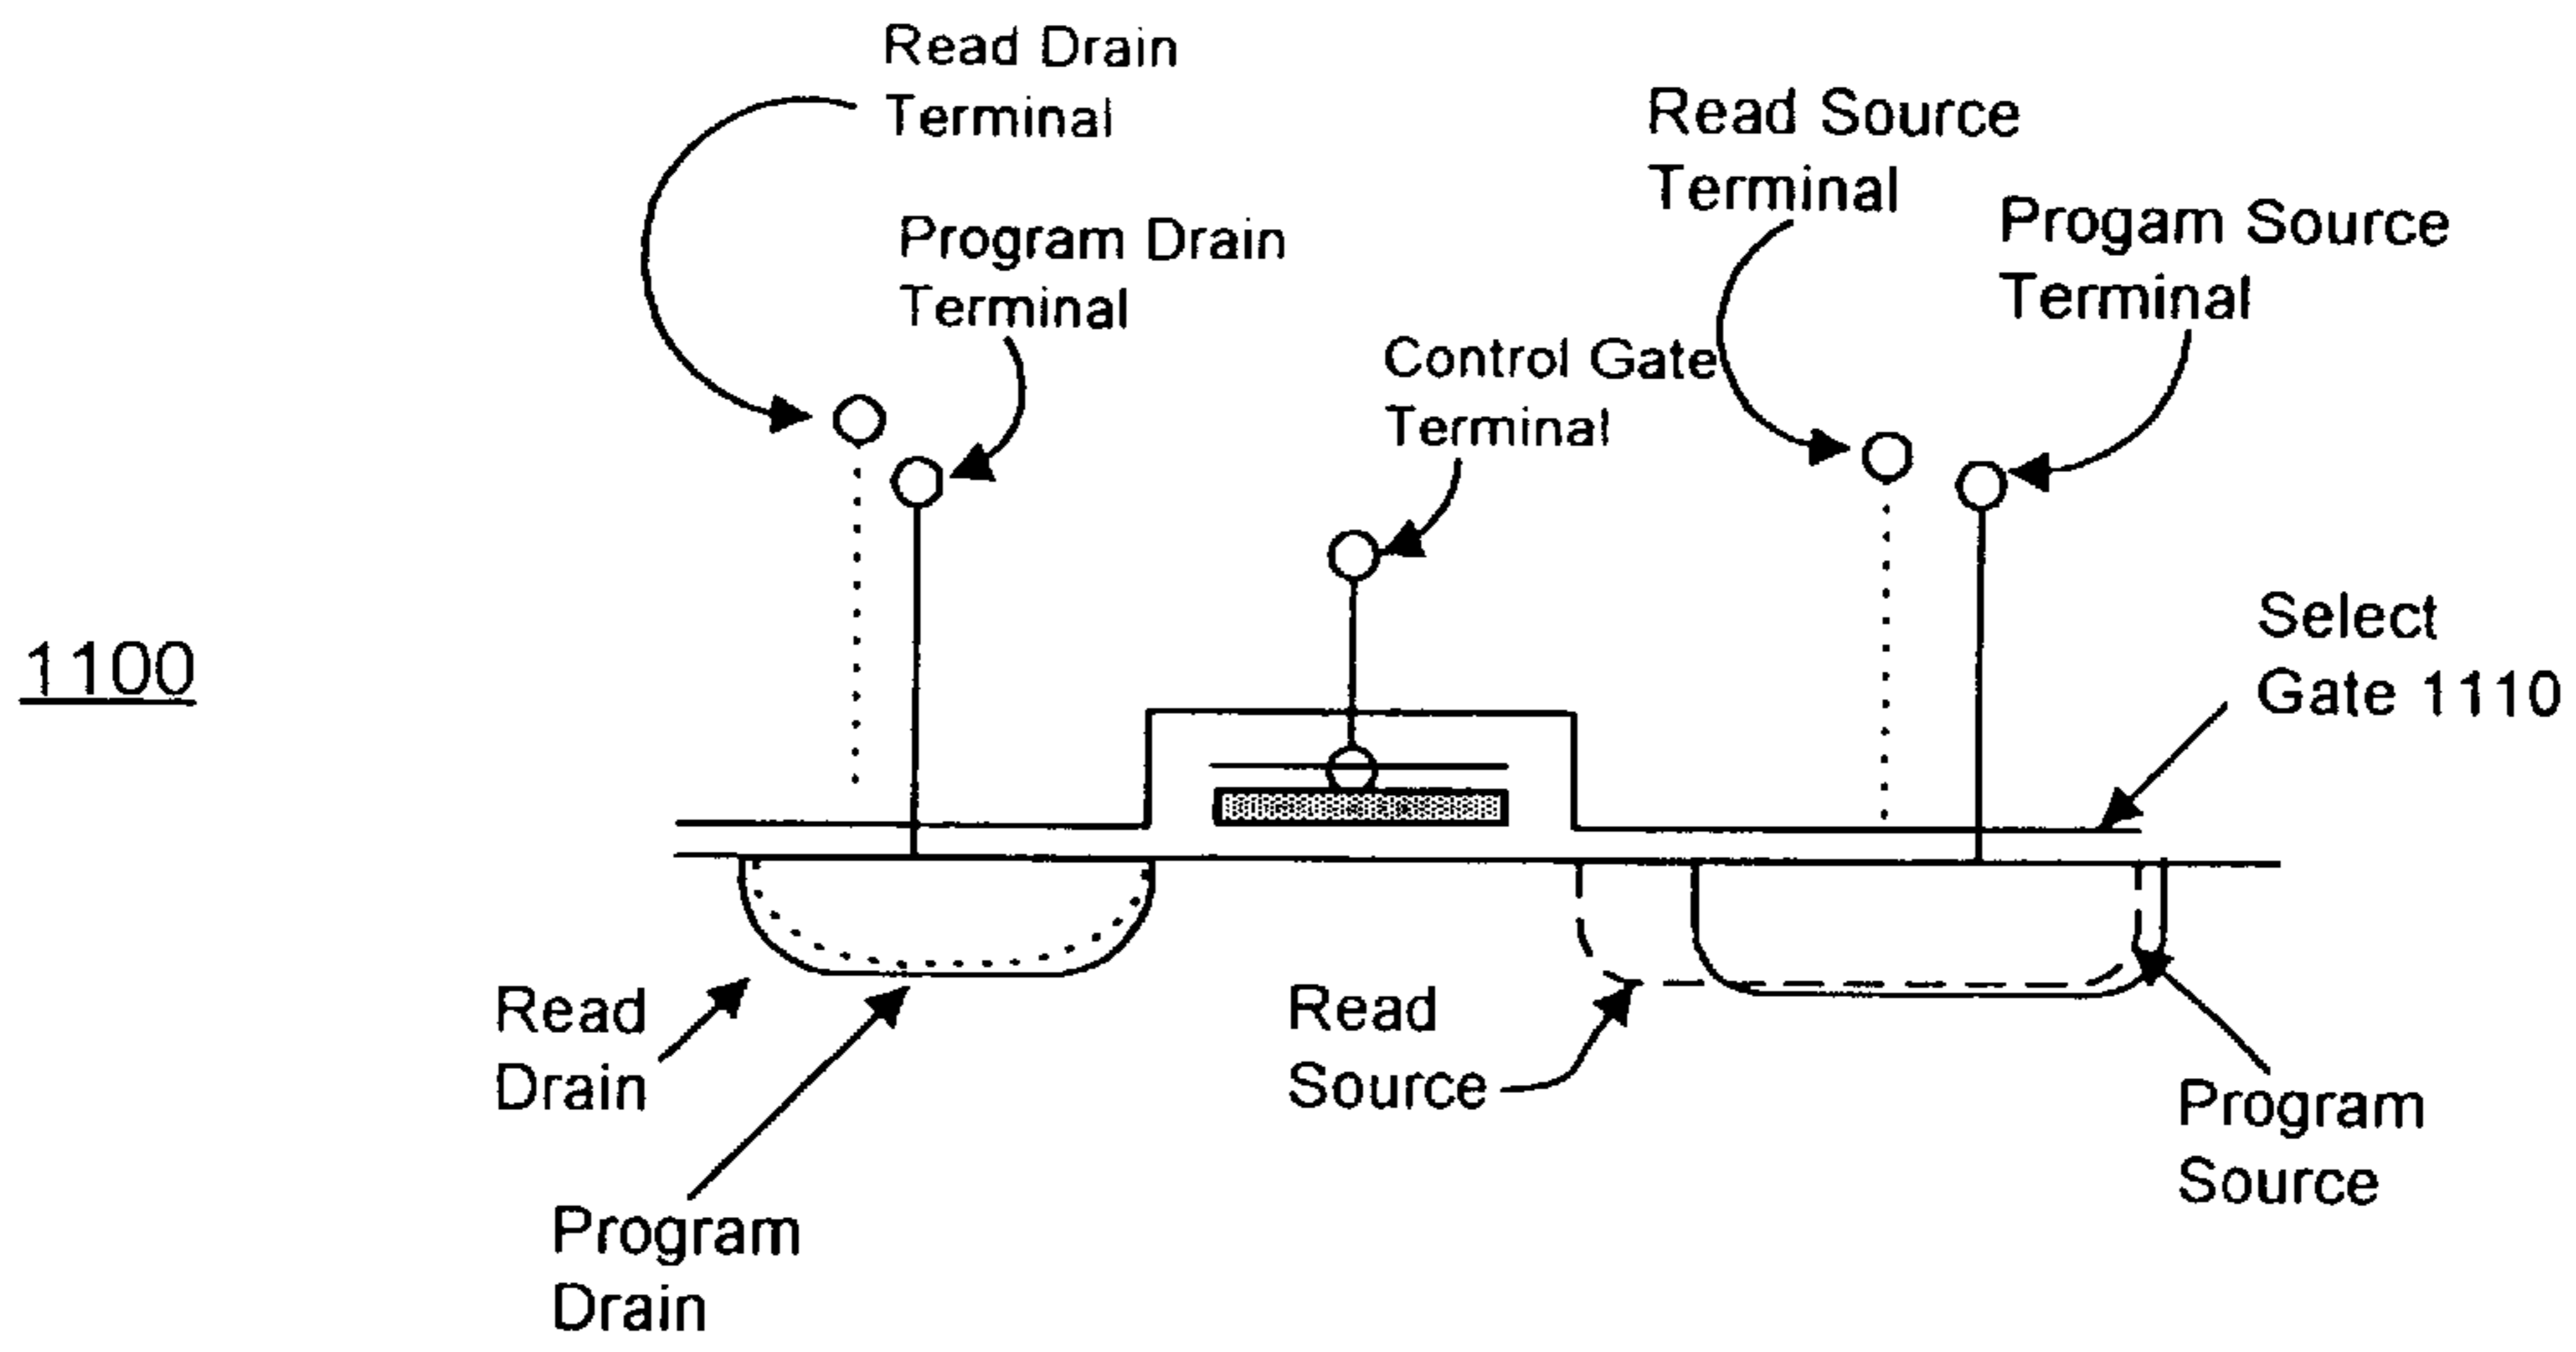 Read Drain
Terminal
Program Drain
Terminal
Read Source
Terminal
Progam Source
Terminal
Control Gate
Terminal
1100
Select
Gate 1110
Read
Drain
Program
Drain
Read
Source
Program
Source